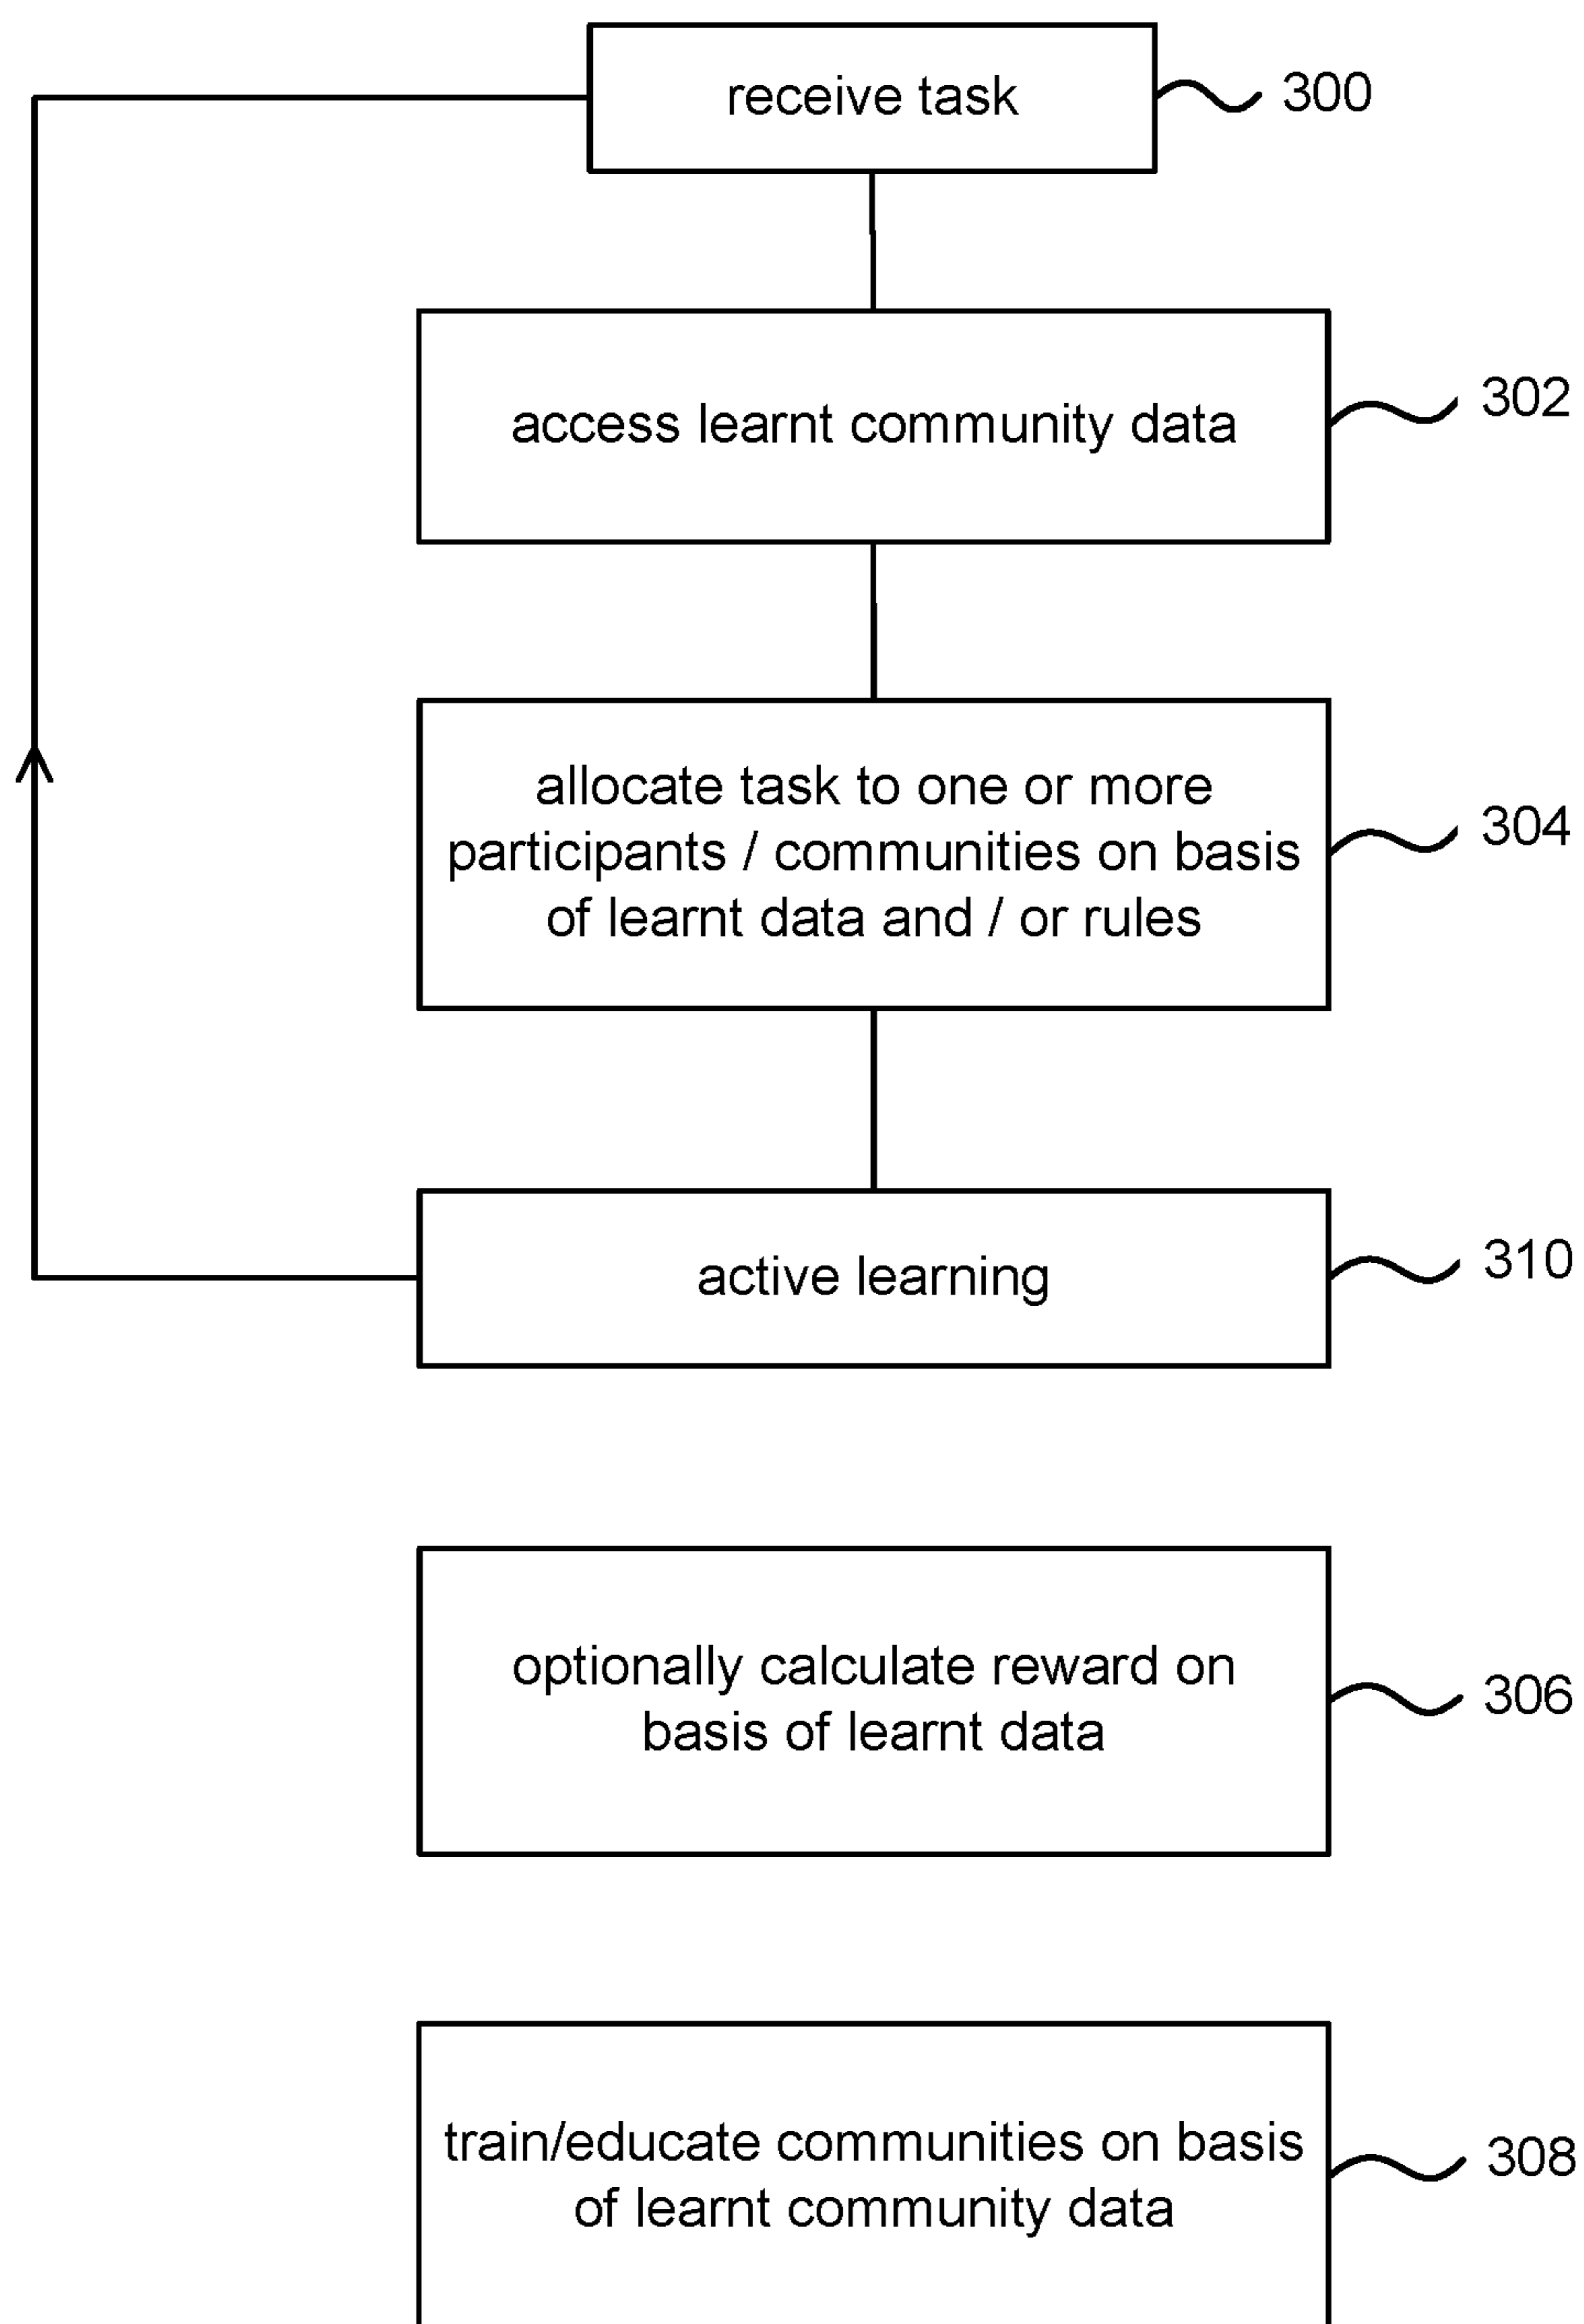 receive task
300
access learnt community data
302
allocate task to one or more
participants / communities on basis
of learnt data and / or rules
304
active learning
310
optionally calculate reward on
basis of learnt data
306
train/educate communities on basis
of learnt community data
308